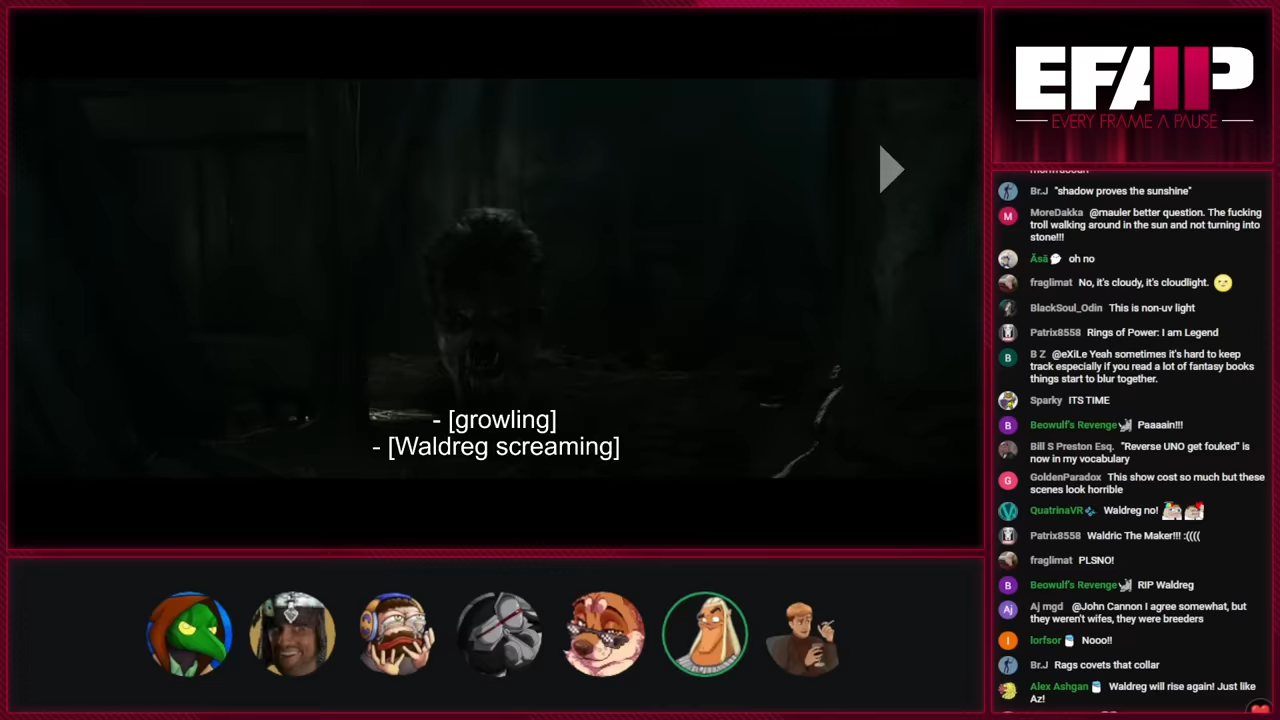 - [growling]
- [Waldreg screaming]
EFAP
EVERY FRAME A PAUSE
Br.J "shadow proves the sunshine"
MoreDakka @mauler better question. The fucking
troll walking around in the sun and not turning into
stone!!!
Äsä oh no
fraglimat No, it's cloudy, it's cloudlight.
BlackSoul_Odin This is non-uv light
Patrix8558 Rings of Power: I am Legend
B Z @eXiLe Yeah sometimes it's hard to keep
track especially if you read a lot of fantasy books
things start to blur together.
Sparky ITS TIME
Beowulf's Revenge Paaaain!!!
Bill S Preston Esq. "Reverse UNO get fouked" is
now in my vocabulary
GoldenParadox This show cost so much but these
scenes look horrible
QuatrinaVR Waldreg no!
Patrix8558 Waldric The Maker!!! :((((
fraglimat PLSNO!
Beowulf's Revenge RIP Waldreg
Aj mgd @John Cannon I agree somewhat, but
they weren't wifes, they were breeders
lorfsor Nooo!!
Br.J Rags covets that collar
Alex Ashgan Waldreg will rise again! Just like
Az!